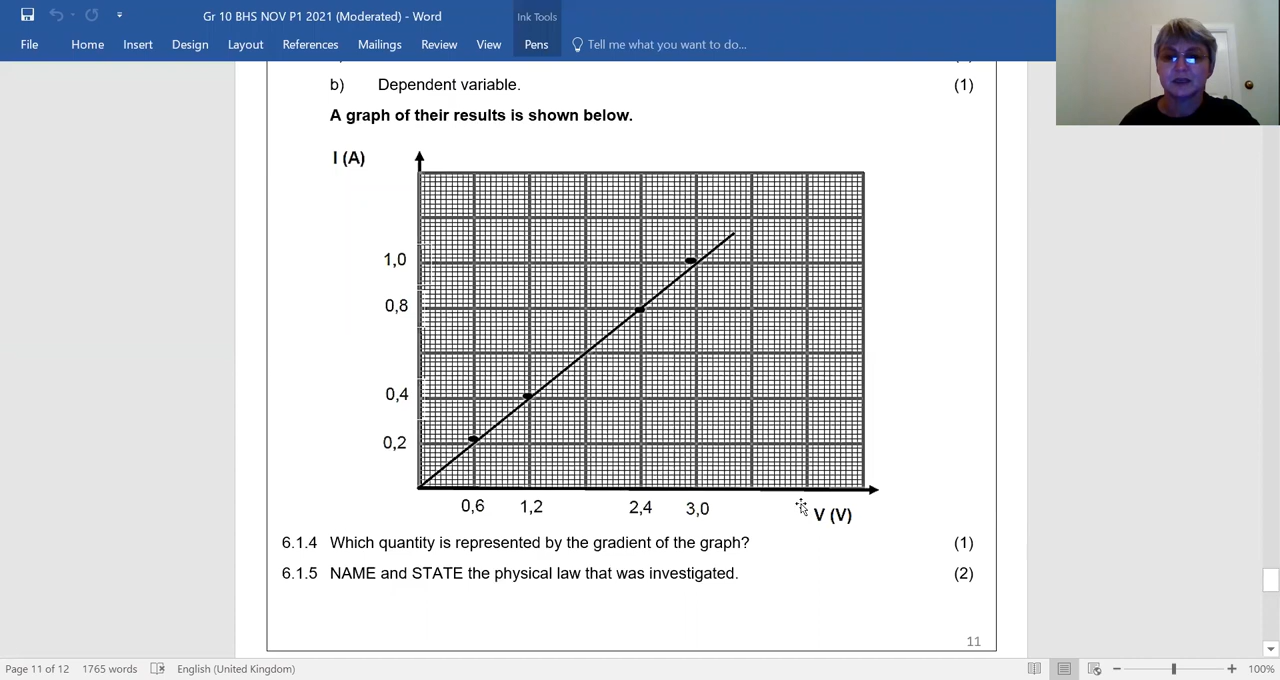 Gr 10 BHS NOV P1 2021 (Moderated) - Word
Ink Tools
File Home Insert Design Layout References Mailings Review View Pens Tell me what you want to do...
b) Dependent variable. (1)
A graph of their results is shown below.
I (A)
1,0
0,8
0,4
0,2
0,6 1,2 2,4 3,0
V (V)
6.1.4 Which quantity is represented by the gradient of the graph? (1)
6.1.5 NAME and STATE the physical law that was investigated. (2)
11
Page 11 of 12 1765 words English (United Kingdom) 100%